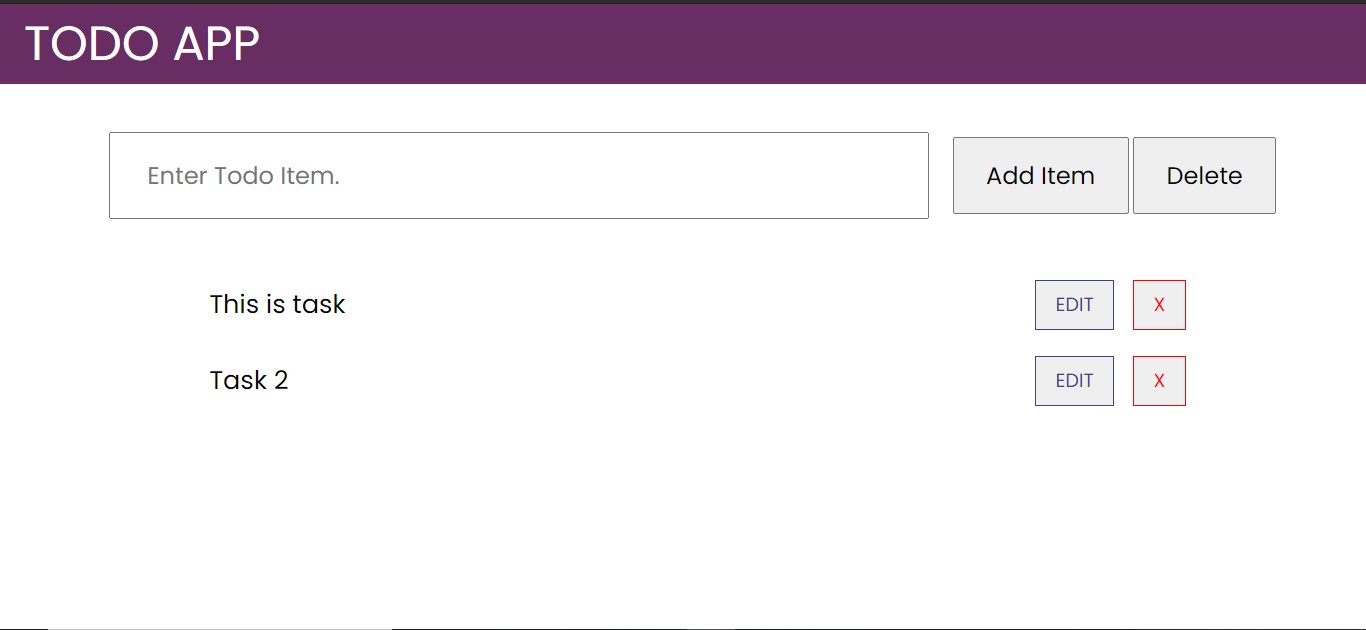 TODO APP
Enter Todo Item. Add Item Delete
This is task EDIT X
Task 2 EDIT X